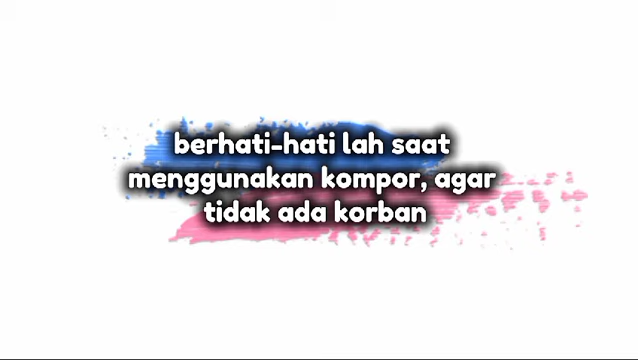 berhati-hati lah saat
menggunakan kompor, agar
tidak ada korban